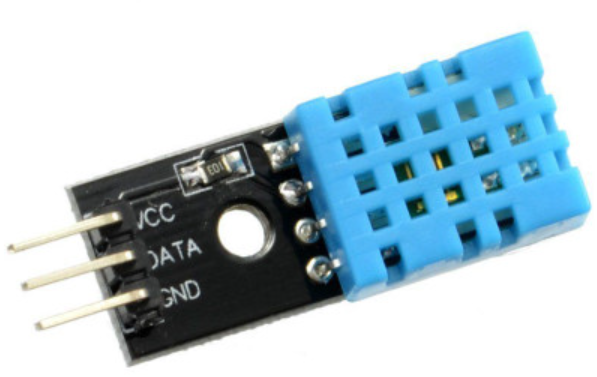 VCC
DATA
GND